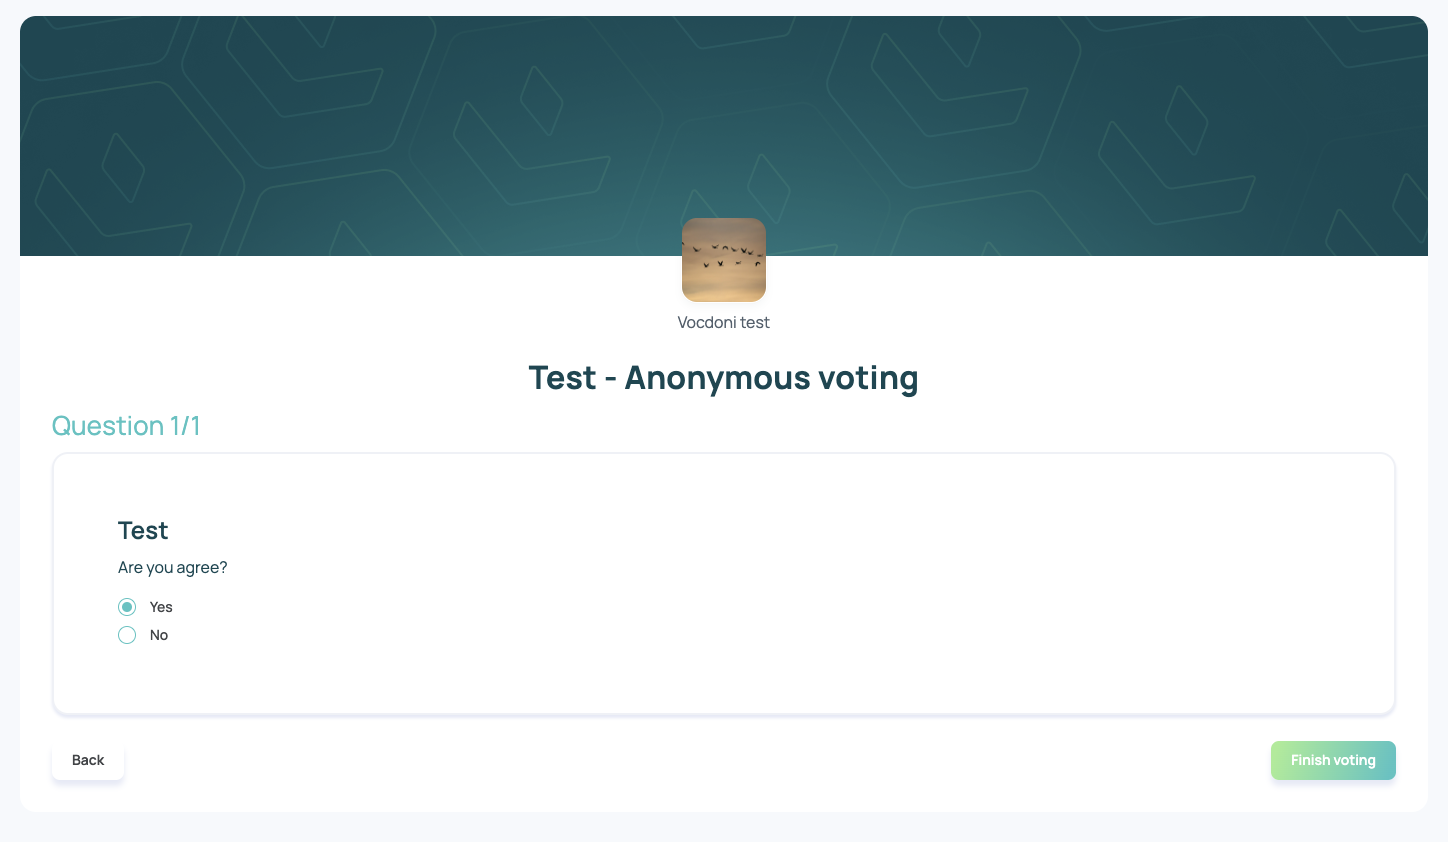 Vocdoni test
Test - Anonymous voting
Question 1/1
Test
Are you agree?
Yes
No
Back
Finish voting